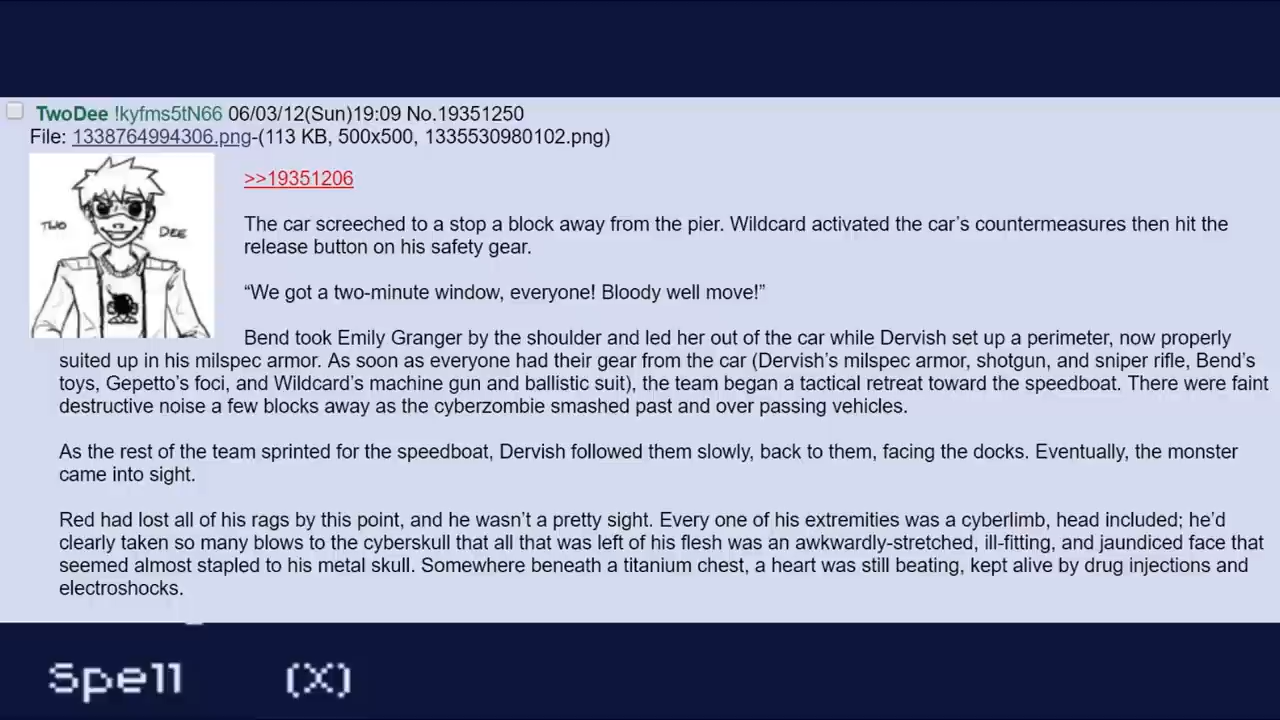 TwoDee !kyfms5tN66 06/03/12(Sun)19:09 No.19351250
File: 1338764994306.png-(113 KB, 500x500, 1335530980102.png)
TWO DEE
>>19351206
The car screeched to a stop a block away from the pier. Wildcard activated the car’s countermeasures then hit the
release button on his safety gear.
“We got a two-minute window, everyone! Bloody well move!”
Bend took Emily Granger by the shoulder and led her out of the car while Dervish set up a perimeter, now properly
suited up in his milspec armor. As soon as everyone had their gear from the car (Dervish’s milspec armor, shotgun, and sniper rifle, Bend’s
toys, Gepetto’s foci, and Wildcard’s machine gun and ballistic suit), the team began a tactical retreat toward the speedboat. There were faint
destructive noise a few blocks away as the cyberzombie smashed past and over passing vehicles.
As the rest of the team sprinted for the speedboat, Dervish followed them slowly, back to them, facing the docks. Eventually, the monster
came into sight.
Red had lost all of his rags by this point, and he wasn’t a pretty sight. Every one of his extremities was a cyberlimb, head included; he’d
clearly taken so many blows to the cyberskull that all that was left of his flesh was an awkwardly-stretched, ill-fitting, and jaundiced face that
seemed almost stapled to his metal skull. Somewhere beneath a titanium chest, a heart was still beating, kept alive by drug injections and
electroshocks.
Spell (X)